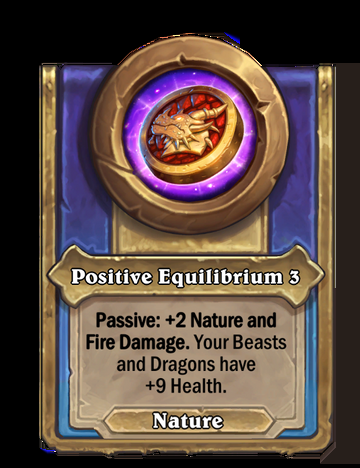 Positive Equilibrium 3
Passive: +2 Nature and
Fire Damage. Your Beasts
and Dragons have
+9 Health.
Nature